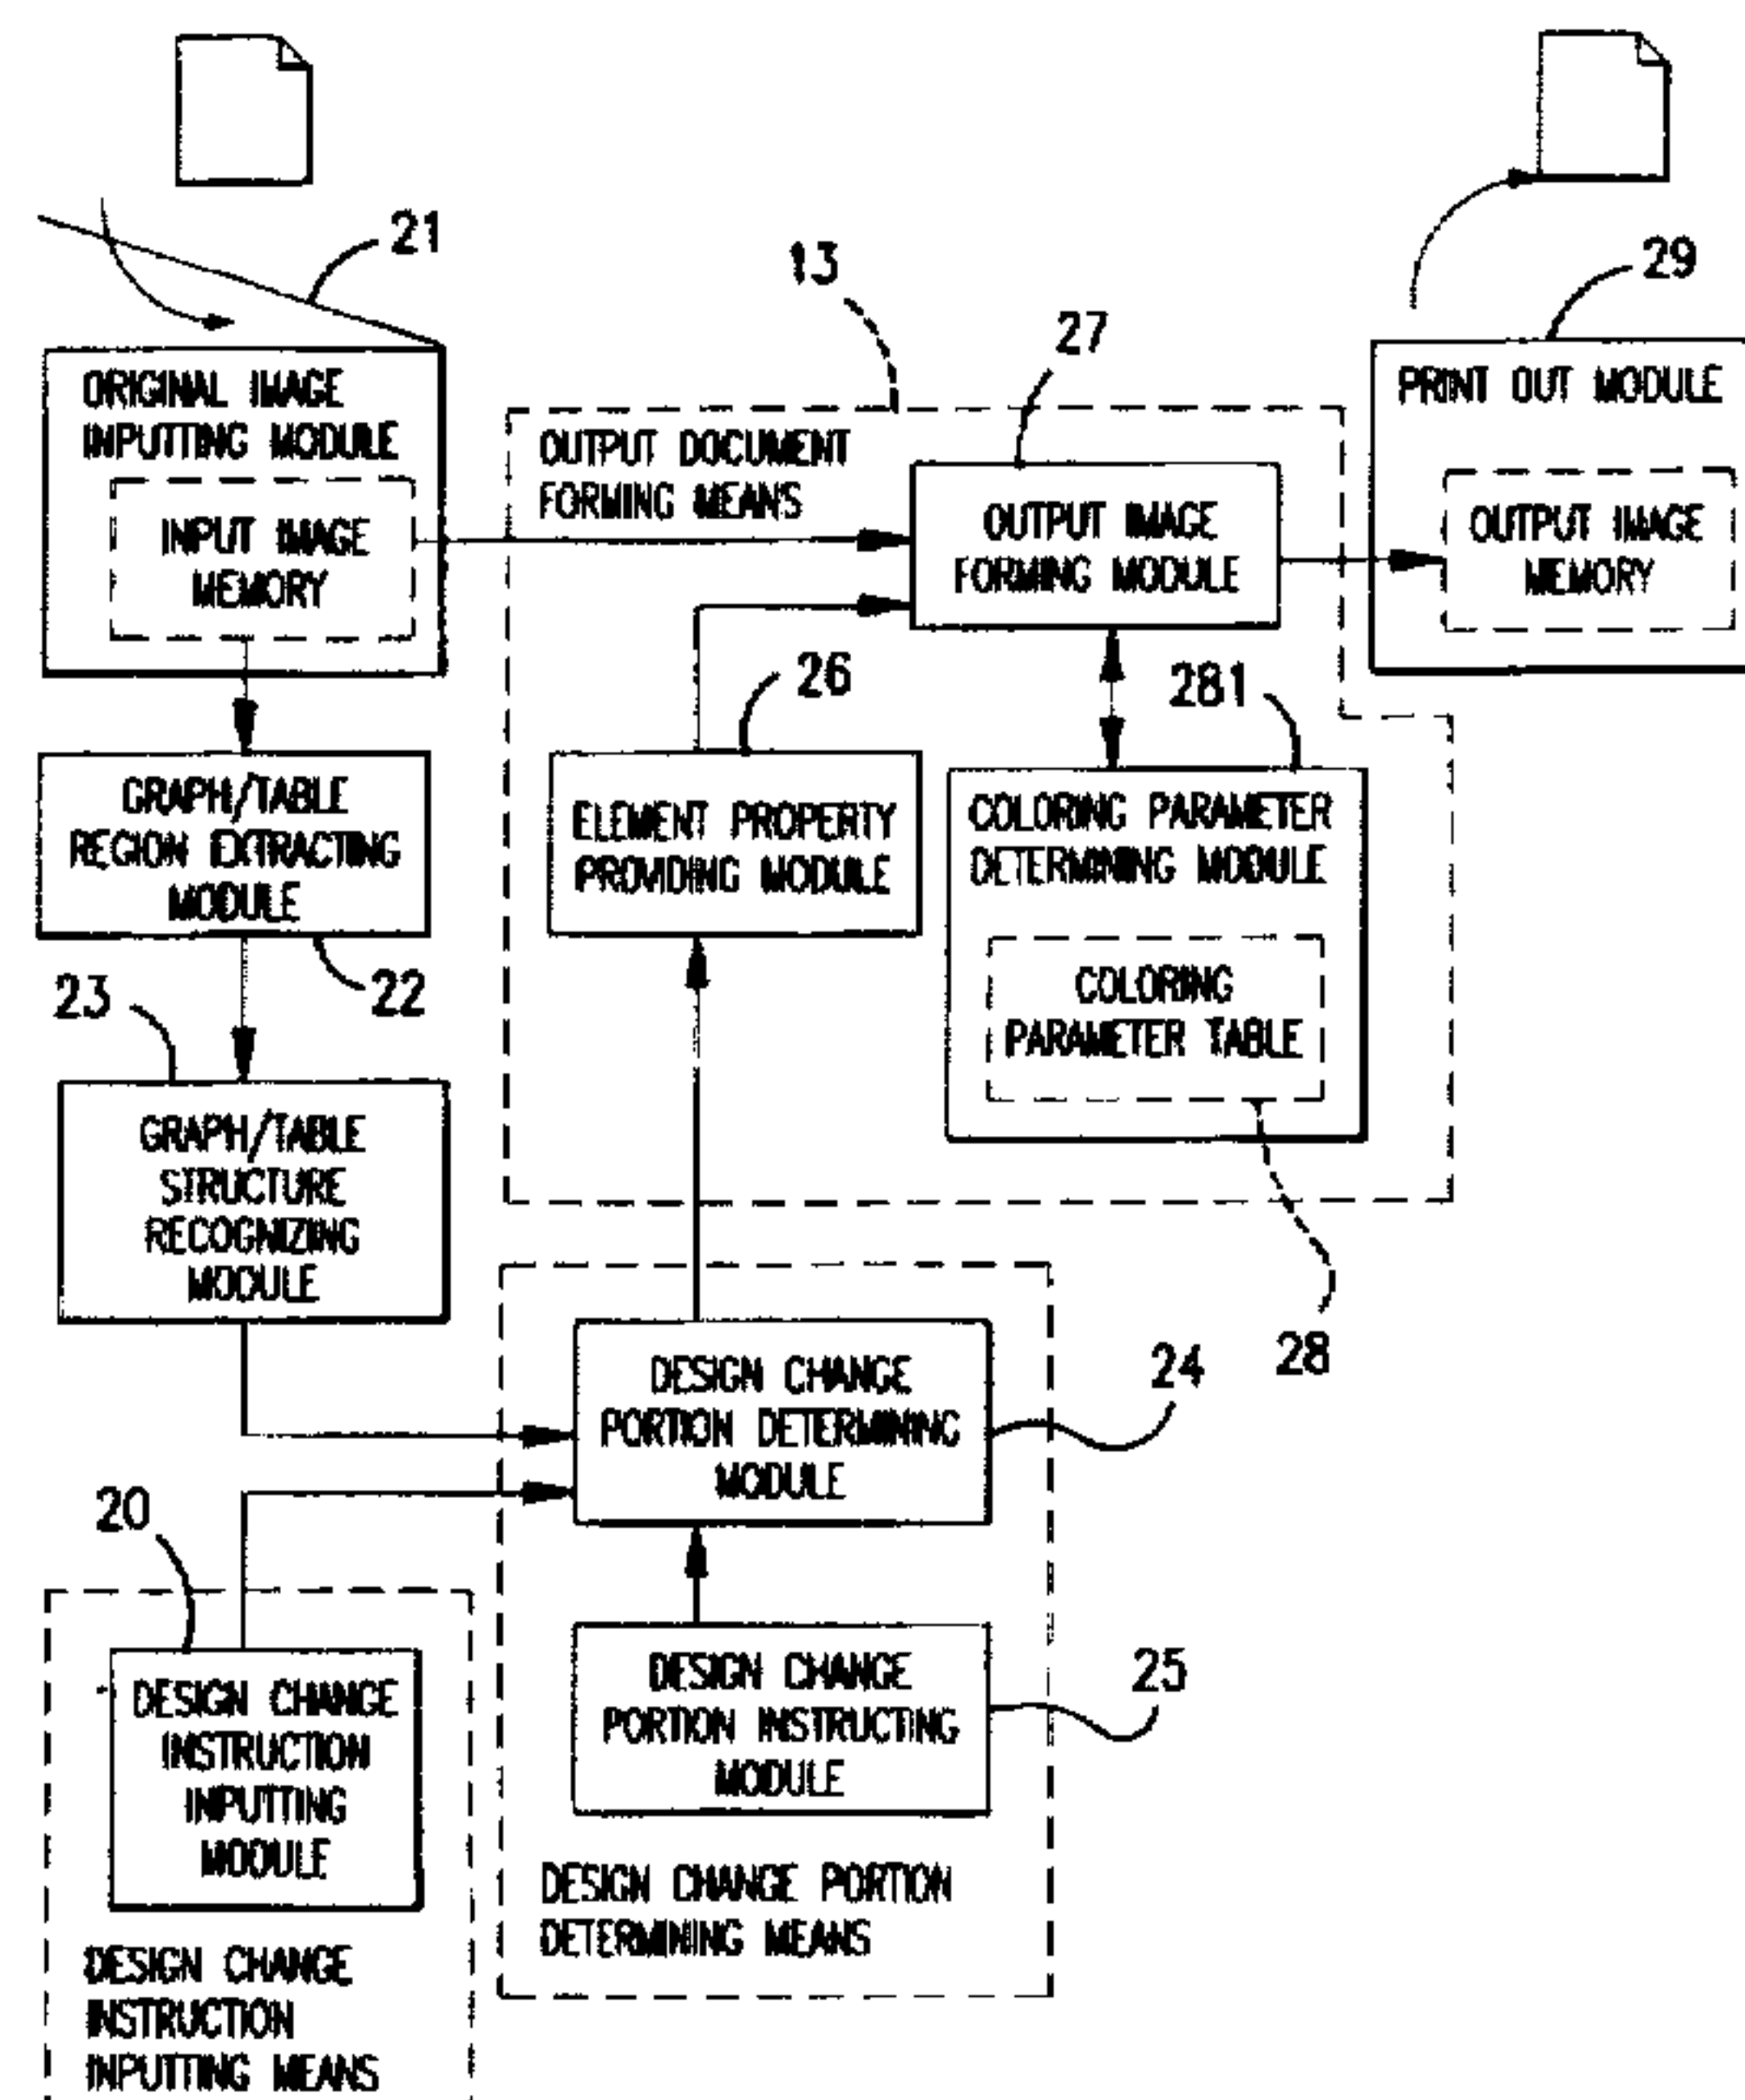 21
ORIGINAL IMAGE
INPUTTING MODULE
INPUT IMAGE
MEMORY
GRAPH/TABLE
REGION EXTRACTING
MODULE
22
23
GRAPH/TABLE
STRUCTURE
RECOGNIZING
MODULE
20
DESIGN CHANGE
INSTRUCTION
INPUTTING
MODULE
DESIGN CHANGE
INSTRUCTION
INPUTTING MEANS
13
OUTPUT DOCUMENT
FORMING MEANS
27
OUTPUT IMAGE
FORMING MODULE
26
ELEMENT PROPERTY
PROVIDING MODULE
281
COLORING PARAMETER
DETERMINING MODULE
COLORING
PARAMETER TABLE
28
DESIGN CHANGE
PORTION DETERMINING
MODULE
24
DESIGN CHANGE
PORTION INSTRUCTING
MODULE
25
DESIGN CHANGE PORTION
DETERMINING MEANS
29
PRINT OUT MODULE
OUTPUT IMAGE
MEMORY